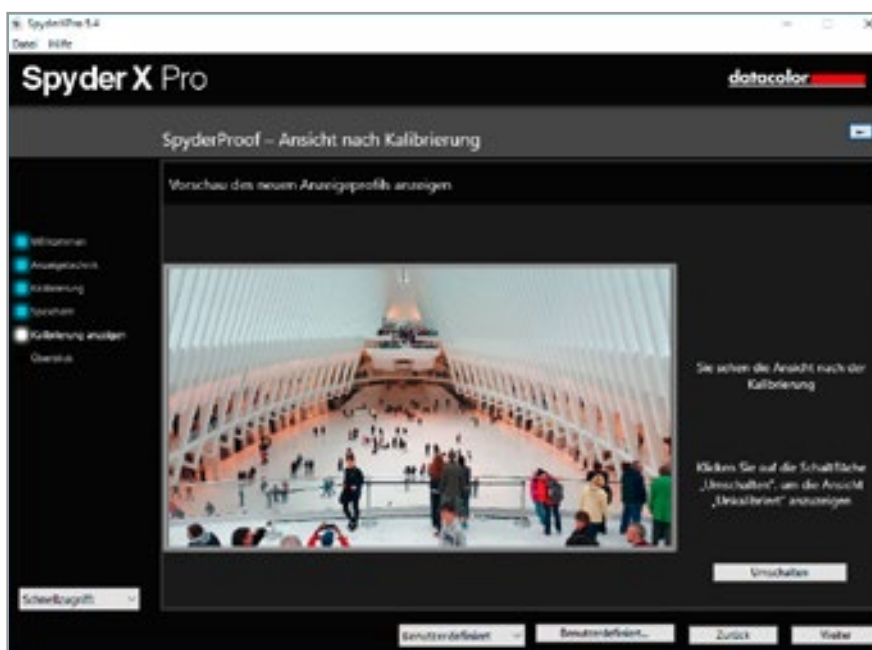 SpyderXPro 5.4
Datei Hilfe
Spyder X Pro
datacolor
SpyderProof – Ansicht nach Kalibrierung
Vorschau des neuen Anzeigeprofils anzeigen
Willkommen
Anzeigetechnik
Kalibrierung
Speichern
Kalibrierung anzeigen
Überblick
Sie sehen die Ansicht nach der
Kalibrierung
Klicken Sie auf die Schaltfläche
„Umschalten“, um die Ansicht
„Unkalibriert“ anzuzeigen
Umschalten
Schnellzugriff:
Benutzerdefiniert
Benutzerdefiniert...
Zurück
Weiter